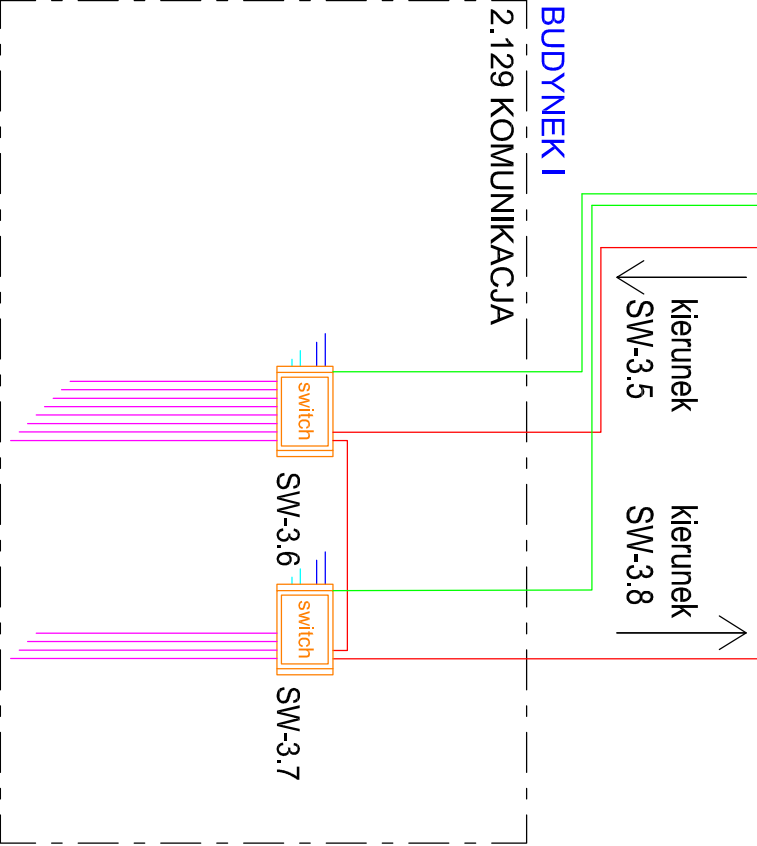 BUDYNEK I
2.129 KOMUNIKACJA
kierunek
SW-3.5
kierunek
SW-3.8
switch
SW-3.6
switch
SW-3.7